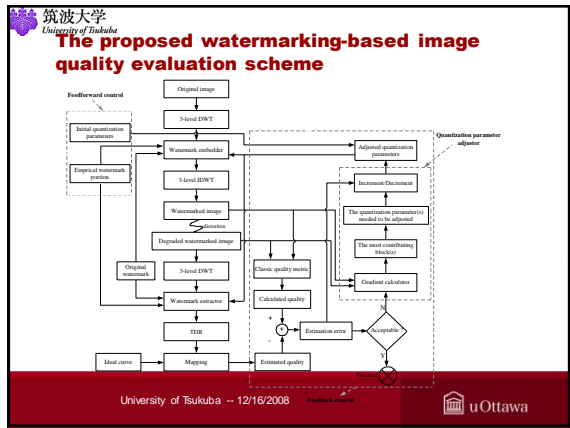 筑波大学
University of Tsukuba
The proposed watermarking-based image
quality evaluation scheme
Feedforward control
Original image
3-level DWT
Initial quantization
parameters
Watermark embedder
Adjusted quantization
parameters
Quantization parameter
adjuster
Emprical watermark
portion
3-level IDWT
Increment/Decrement
Watermarked image
The quantization parameter(s)
needed to be adjusted
distortion
Degraded watermarked image
The most contributing
block(s)
Original
watermark
3-level DWT
Classic quality metric
Gradient calculator
Watermark extractor
Calculated quality
N
+
TDR
+
Estimation error
Acceptable ?
-
Y
Ideal curve
Mapping
Estimated quality
Finished
Feedback control
University of Tsukuba -- 12/16/2008
uOttawa